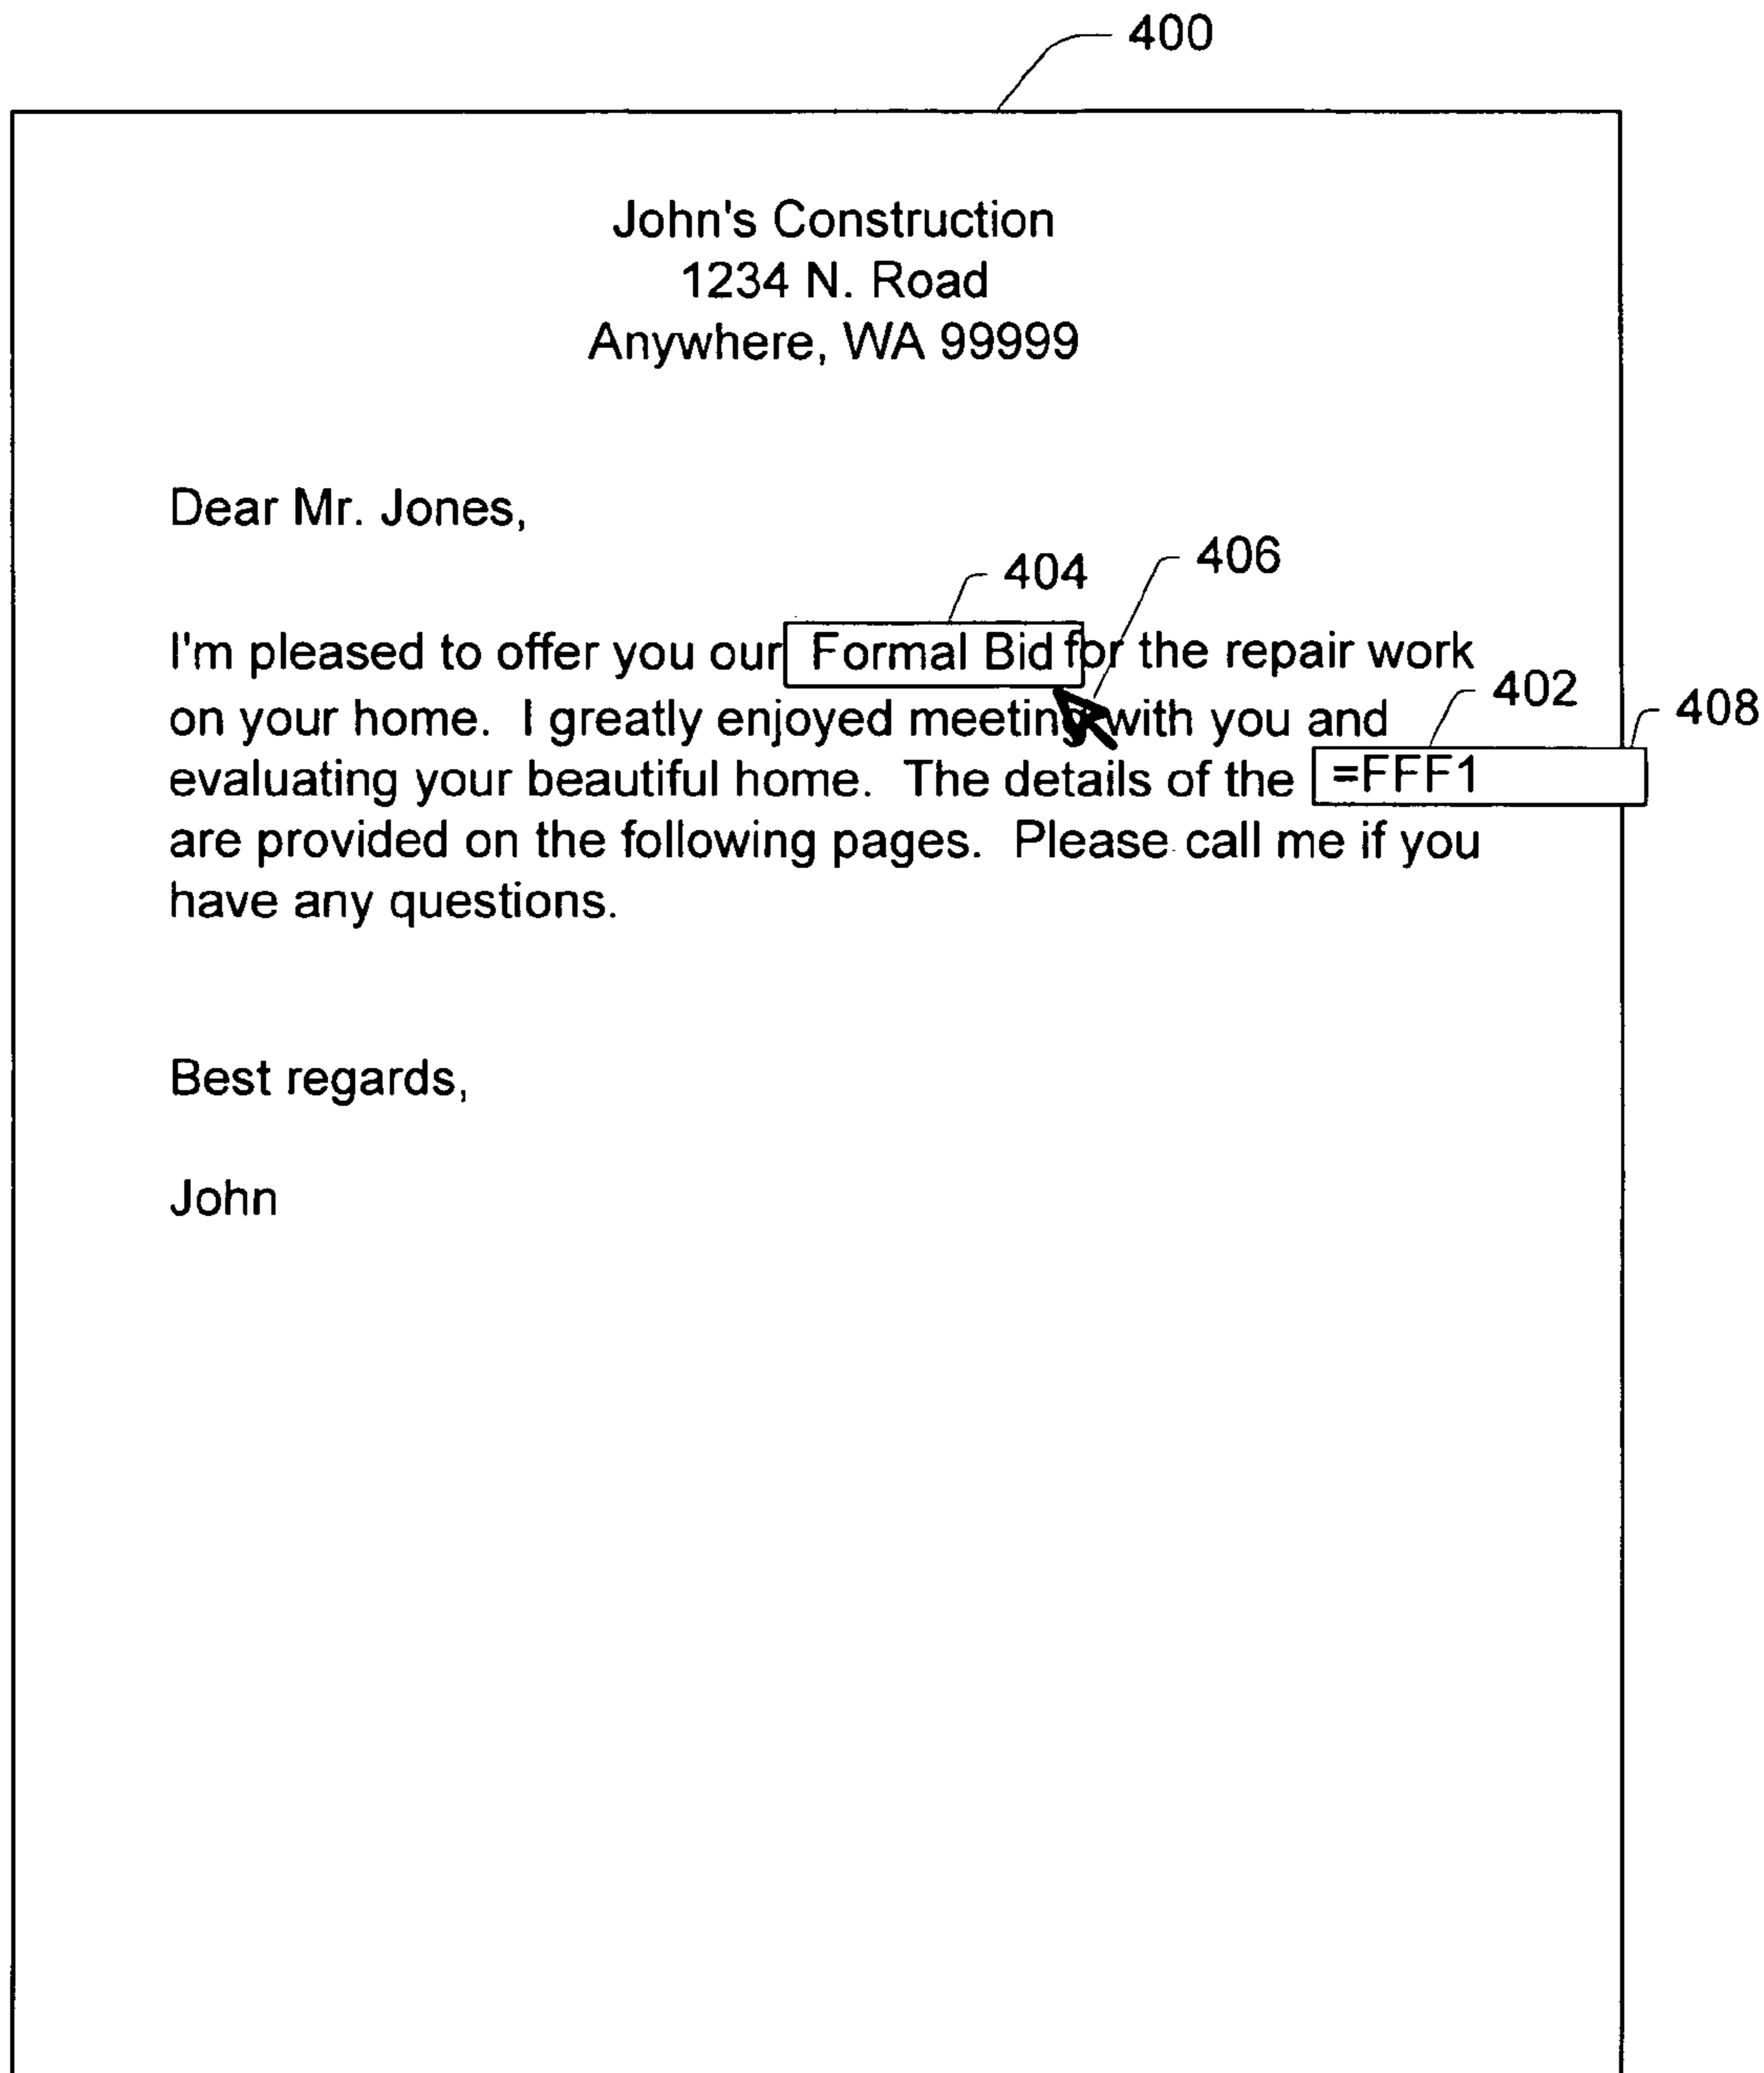 400
John's Construction
1234 N. Road
Anywhere, WA 99999
Dear Mr. Jones,
404 406
I'm pleased to offer you our Formal Bid for the repair work
402 408
on your home. I greatly enjoyed meeting with you and
evaluating your beautiful home. The details of the =FFF1
are provided on the following pages. Please call me if you
have any questions.
Best regards,
John